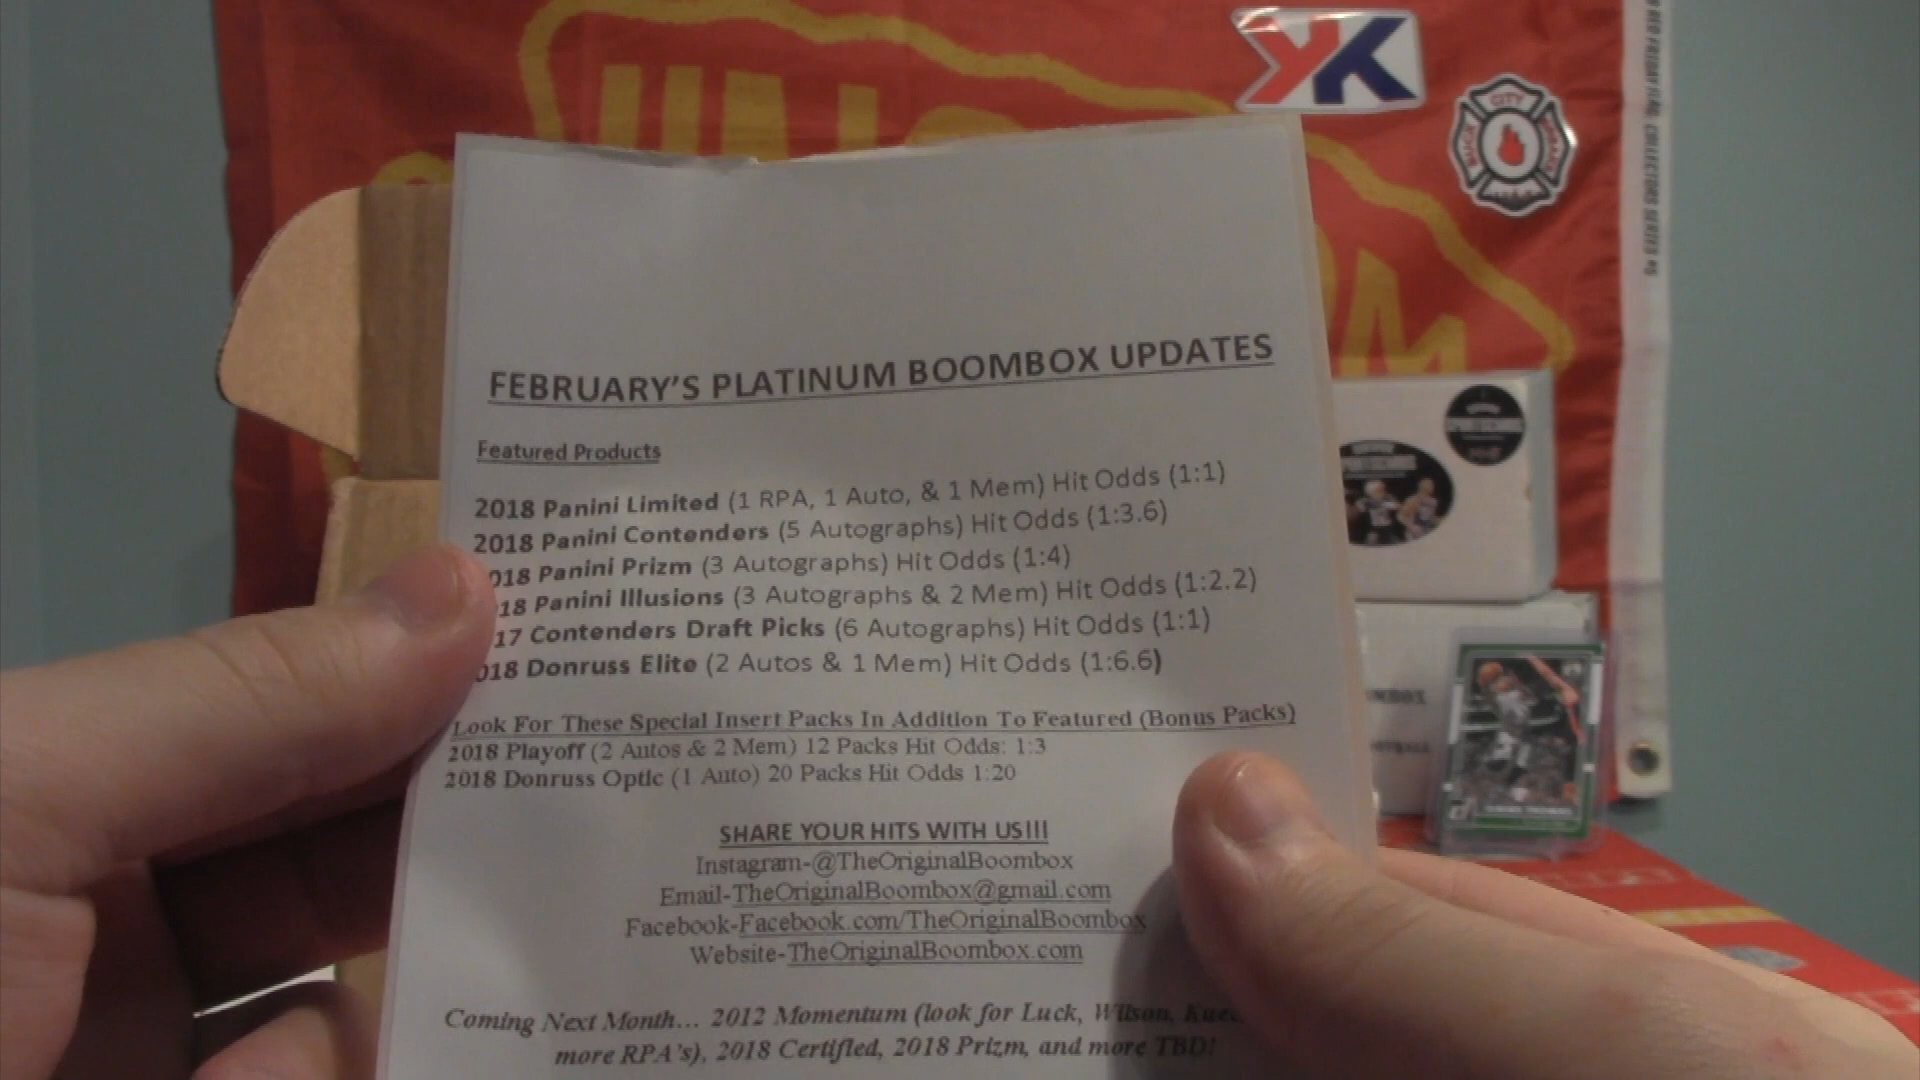 YK
CITY
FEBRUARY'S PLATINUM BOOMBOX UPDATES
Featured Products
2018 Panini Limited (1 RPA, 1 Auto, & 1 Mem) Hit Odds (1:1)
2018 Panini Contenders (5 Autographs) Hit Odds (1:3.6)
018 Panini Prizm (3 Autographs) Hit Odds (1:4)
18 Panini Illusions (3 Autographs & 2 Mem) Hit Odds (1:2.2)
17 Contenders Draft Picks (6 Autographs) Hit Odds (1:1)
018 Donruss Elite (2 Autos & 1 Mem) Hit Odds (1:6.6)
Look For These Special Insert Packs In Addition To Featured (Bonus Packs)
2018 Playoff (2 Autos & 2 Mem) 12 Packs Hit Odds: 1:3
2018 Donruss Optic (1 Auto) 20 Packs Hit Odds 1:20
SHARE YOUR HITS WITH US!!!
Instagram-@TheOriginalBoombox
Email-TheOriginalBoombox@gmail.com
Facebook-Facebook.com/TheOriginalBoombox
Website-TheOriginalBoombox.com
Coming Next Month... 2012 Momentum (look for Luck, Wilson,
more RPA's), 2018 Certified, 2018 Prizm, and more TBD!